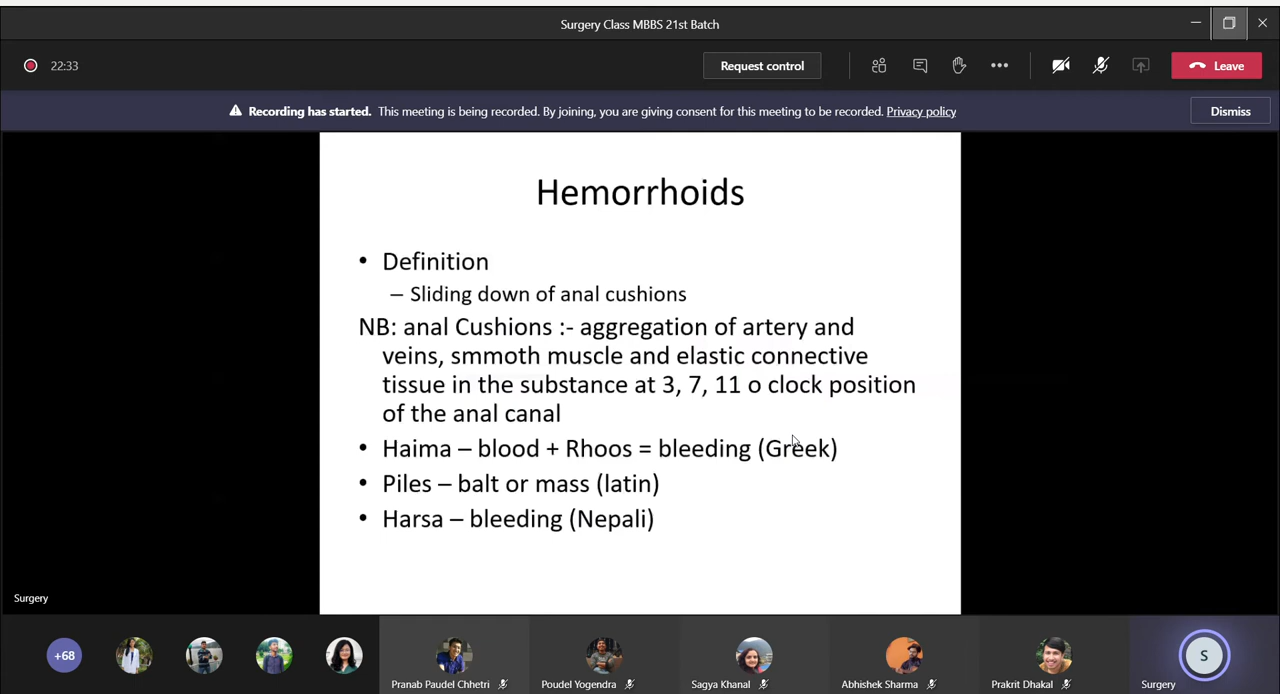 Surgery Class MBBS 21st Batch
22:33
Request control
Leave
Recording has started. This meeting is being recorded. By joining, you are giving consent for this meeting to be recorded. Privacy policy
Dismiss
Hemorrhoids
• Definition
– Sliding down of anal cushions
NB: anal Cushions :- aggregation of artery and
veins, smmoth muscle and elastic connective
tissue in the substance at 3, 7, 11 o clock position
of the anal canal
• Haima – blood + Rhoos = bleeding (Greek)
• Piles – balt or mass (latin)
• Harsa – bleeding (Nepali)
Surgery
+68
Pranab Paudel Chhetri
Poudel Yogendra
Sagya Khanal
Abhishek Sharma
Prakrit Dhakal
S
Surgery